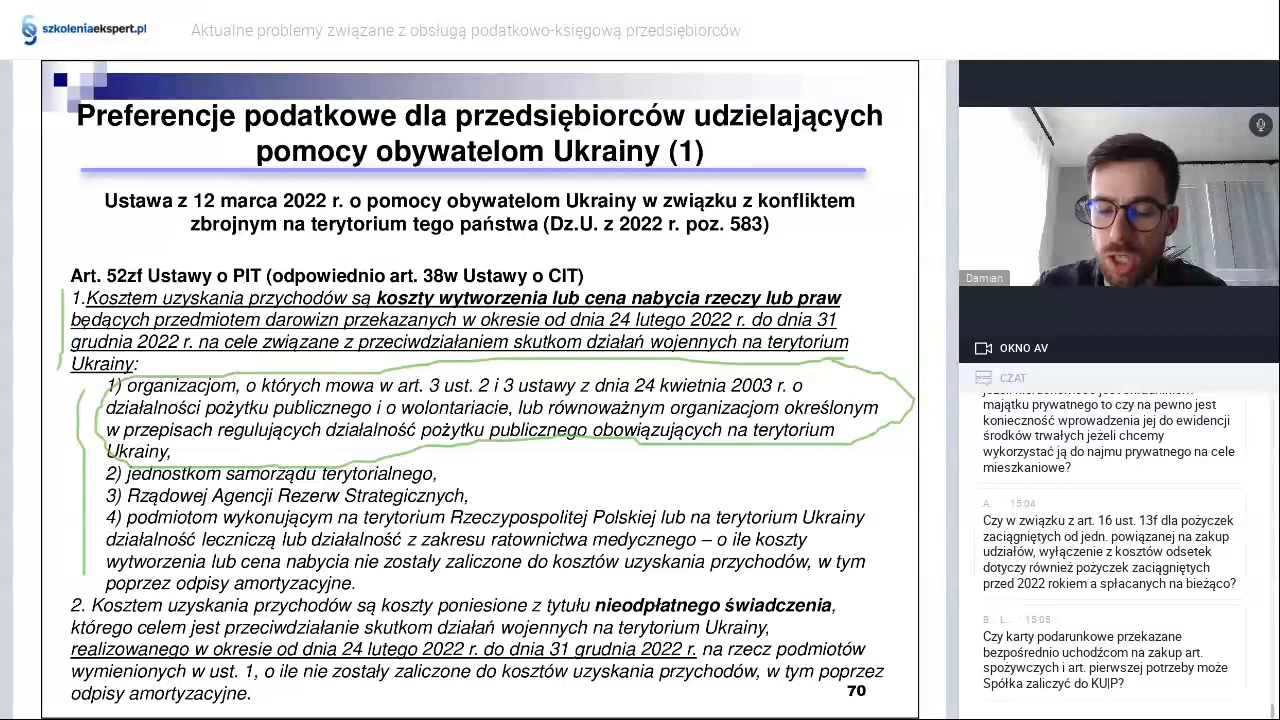 szkoleniaekspert.pl
Aktualne problemy związane z obsługą podatkowo-księgową przedsiębiorców
Preferencje podatkowe dla przedsiębiorców udzielających
pomocy obywatelom Ukrainy (1)
Ustawa z 12 marca 2022 r. o pomocy obywatelom Ukrainy w związku z konfliktem
zbrojnym na terytorium tego państwa (Dz.U. z 2022 r. poz. 583)
Art. 52zf Ustawy o PIT (odpowiednio art. 38w Ustawy o CIT)
1.Kosztem uzyskania przychodów są koszty wytworzenia lub cena nabycia rzeczy lub praw
będących przedmiotem darowizn przekazanych w okresie od dnia 24 lutego 2022 r. do dnia 31
grudnia 2022 r. na cele związane z przeciwdziałaniem skutkom działań wojennych na terytorium
Ukrainy:
1) organizacjom, o których mowa w art. 3 ust. 2 i 3 ustawy z dnia 24 kwietnia 2003 r. o
działalności pożytku publicznego i o wolontariacie, lub równoważnym organizacjom określonym
w przepisach regulujących działalność pożytku publicznego obowiązujących na terytorium
Ukrainy,
2) jednostkom samorządu terytorialnego,
3) Rządowej Agencji Rezerw Strategicznych,
4) podmiotom wykonującym na terytorium Rzeczypospolitej Polskiej lub na terytorium Ukrainy
działalność leczniczą lub działalność z zakresu ratownictwa medycznego – o ile koszty
wytworzenia lub cena nabycia nie zostały zaliczone do kosztów uzyskania przychodów, w tym
poprzez odpisy amortyzacyjne.
2. Kosztem uzyskania przychodów są koszty poniesione z tytułu nieodpłatnego świadczenia,
którego celem jest przeciwdziałanie skutkom działań wojennych na terytorium Ukrainy,
realizowanego w okresie od dnia 24 lutego 2022 r. do dnia 31 grudnia 2022 r. na rzecz podmiotów
wymienionych w ust. 1, o ile nie zostały zaliczone do kosztów uzyskania przychodów, w tym poprzez
odpisy amortyzacyjne.
70
Damian
OKNO AV
CZAT
majątku prywatnego to czy na pewno jest
konieczność wprowadzenia jej do ewidencji
środków trwałych jeżeli chcemy
wykorzystać ją do najmu prywatnego na cele
mieszkaniowe?
A. 15:04
Czy w związku z art. 16 ust. 13f dla pożyczek
zaciągniętych od jedn. powiązanej na zakup
udziałów, wyłączenie z kosztów odsetek
dotyczy również pożyczek zaciągniętych
przed 2022 rokiem a spłacanych na bieżąco?
B... L... 15:05
Czy karty podarunkowe przekazane
bezpośrednio uchodźcom na zakup art.
spożywczych i art. pierwszej potrzeby może
Spółka zaliczyć do KUP?